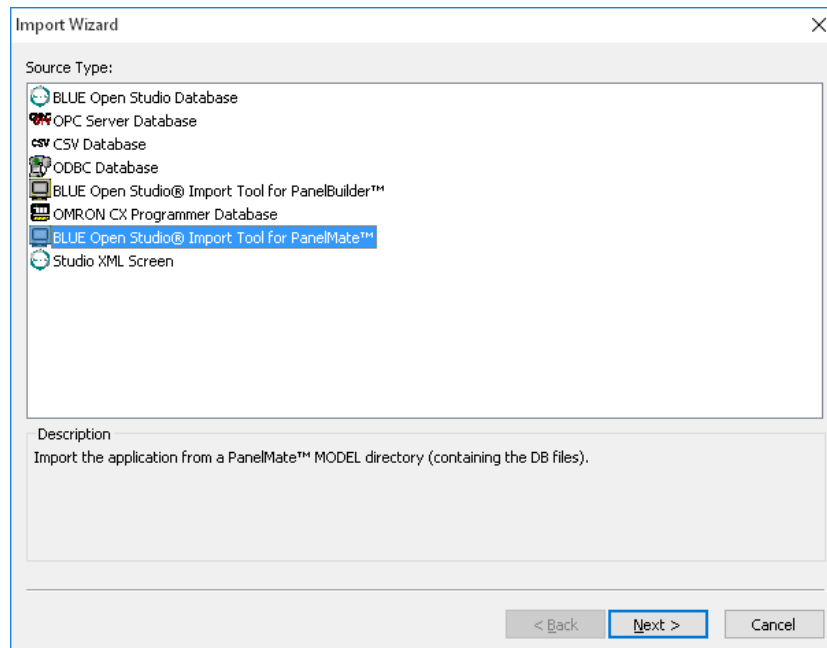 Import Wizard
Source Type:
BLUE Open Studio Database
OPC Server Database
CSV CSV Database
ODBC Database
BLUE Open Studio® Import Tool for PanelBuilder™
OMRON CX Programmer Database
BLUE Open Studio® Import Tool for PanelMate™
Studio XML Screen
Description
Import the application from a PanelMate™ MODEL directory (containing the DB files).
< Back
Next >
Cancel